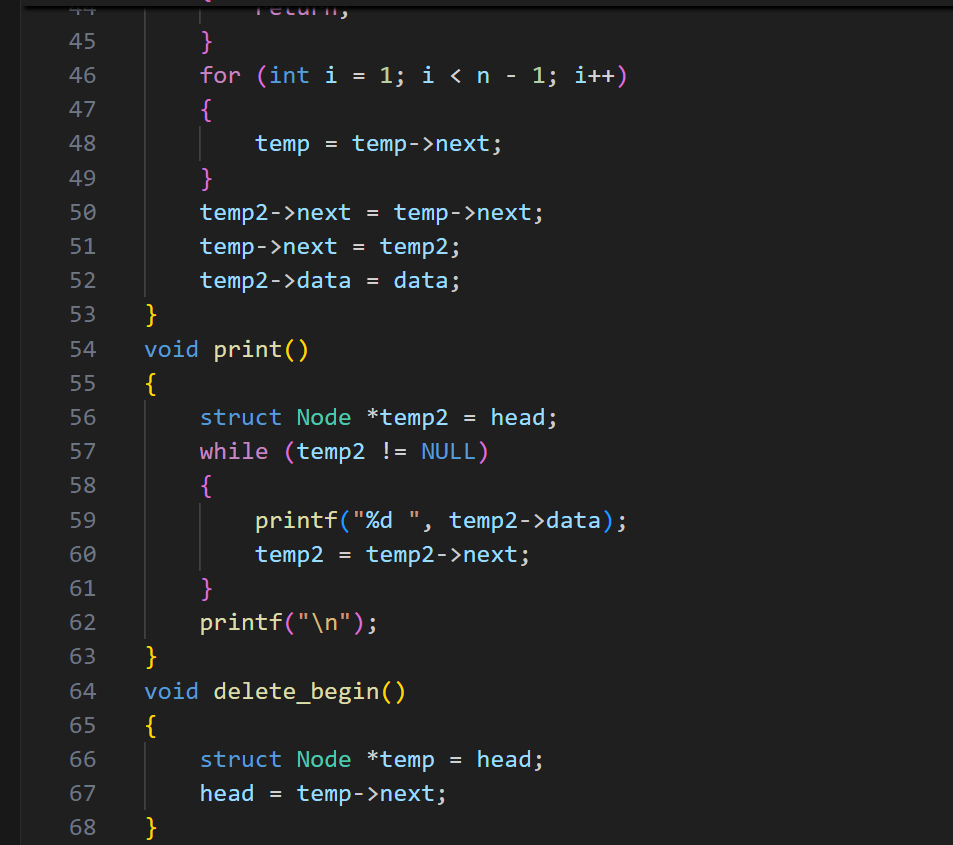 44 return;
45 }
46 for (int i = 1; i < n - 1; i++)
47 {
48 temp = temp->next;
49 }
50 temp2->next = temp->next;
51 temp->next = temp2;
52 temp2->data = data;
53 }
54 void print()
55 {
56 struct Node *temp2 = head;
57 while (temp2 != NULL)
58 {
59 printf("%d ", temp2->data);
60 temp2 = temp2->next;
61 }
62 printf("\n");
63 }
64 void delete_begin()
65 {
66 struct Node *temp = head;
67 head = temp->next;
68 }